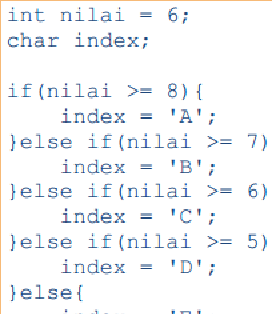 int nilai = 6;
char index;
if(nilai >= 8){
index = 'A';
}else if(nilai >= 7)
index = 'B';
}else if(nilai >= 6)
index = 'C';
}else if(nilai >= 5)
index = 'D';
}else{